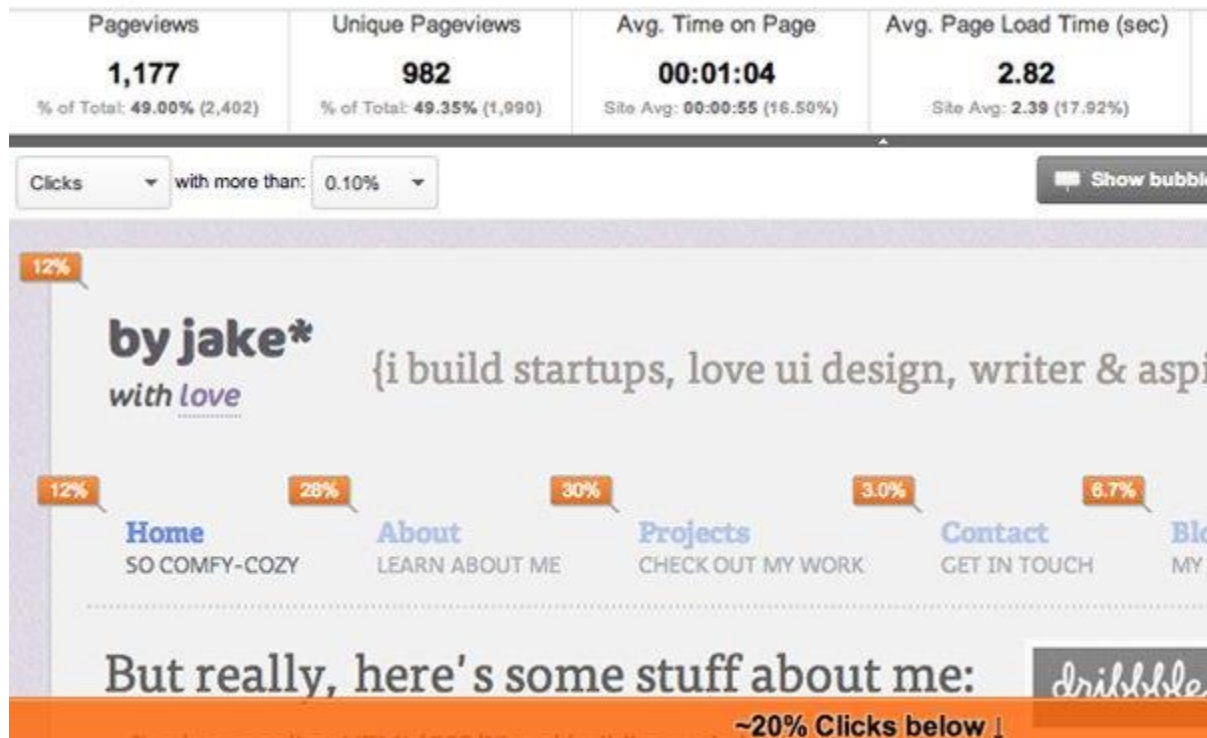 Pageviews Unique Pageviews Avg. Time on Page Avg. Page Load Time (sec)
1,177 982 00:01:04 2.82
% of Total: 49.00% (2,402) % of Total: 49.35% (1,990) Site Avg: 00:00:55 (16.50%) Site Avg: 2.39 (17.92%)
Clicks with more than: 0.10% Show bubble
12%
by jake*
with love
{i build startups, love ui design, writer & aspi
12% 28% 30% 3.0% 6.7%
Home About Projects Contact Blo
SO COMFY-COZY LEARN ABOUT ME CHECK OUT MY WORK GET IN TOUCH MY
But really, here's some stuff about me: dribbble
~20% Clicks below ↓